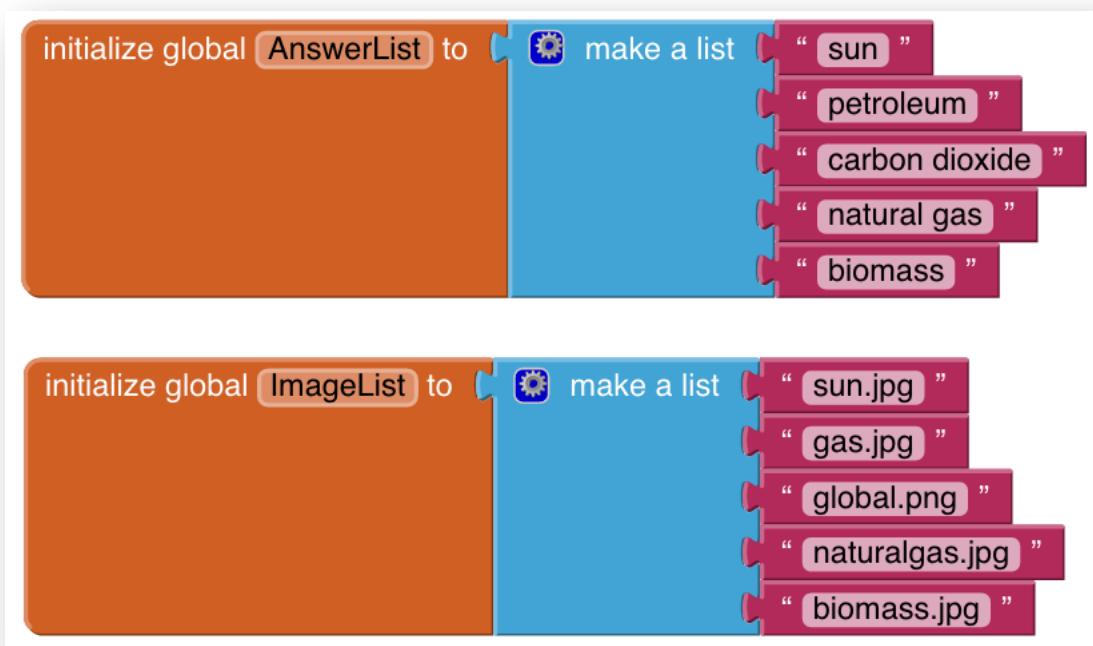 initialize global AnswerList to make a list “ sun ”
“ petroleum ”
“ carbon dioxide ”
“ natural gas ”
“ biomass ”
initialize global ImageList to make a list “ sun.jpg ”
“ gas.jpg ”
“ global.png ”
“ naturalgas.jpg ”
“ biomass.jpg ”